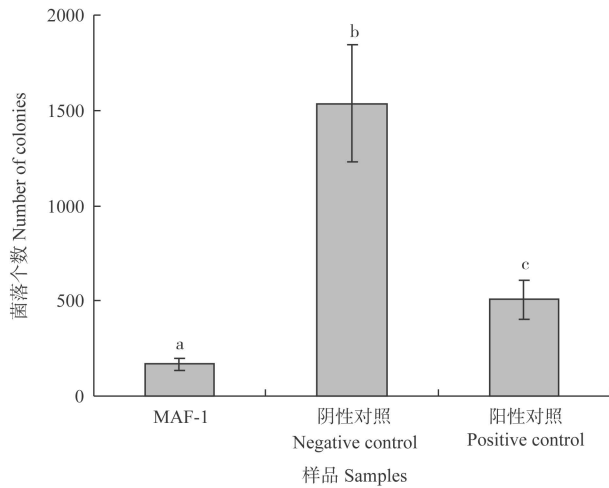 2000
1500
1000
500
0
菌落个数 Number of colonies
a
b
c
MAF-1
阴性对照
Negative control
阳性对照
Positive control
样品 Samples